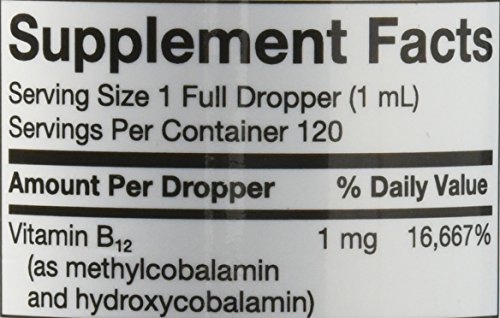 Supplement Facts
Serving Size 1 Full Dropper (1 mL)
Servings Per Container 120
Amount Per Dropper % Daily Value
Vitamin B₁₂ 1 mg 16,667%
(as methylcobalamin
and hydroxycobalamin)